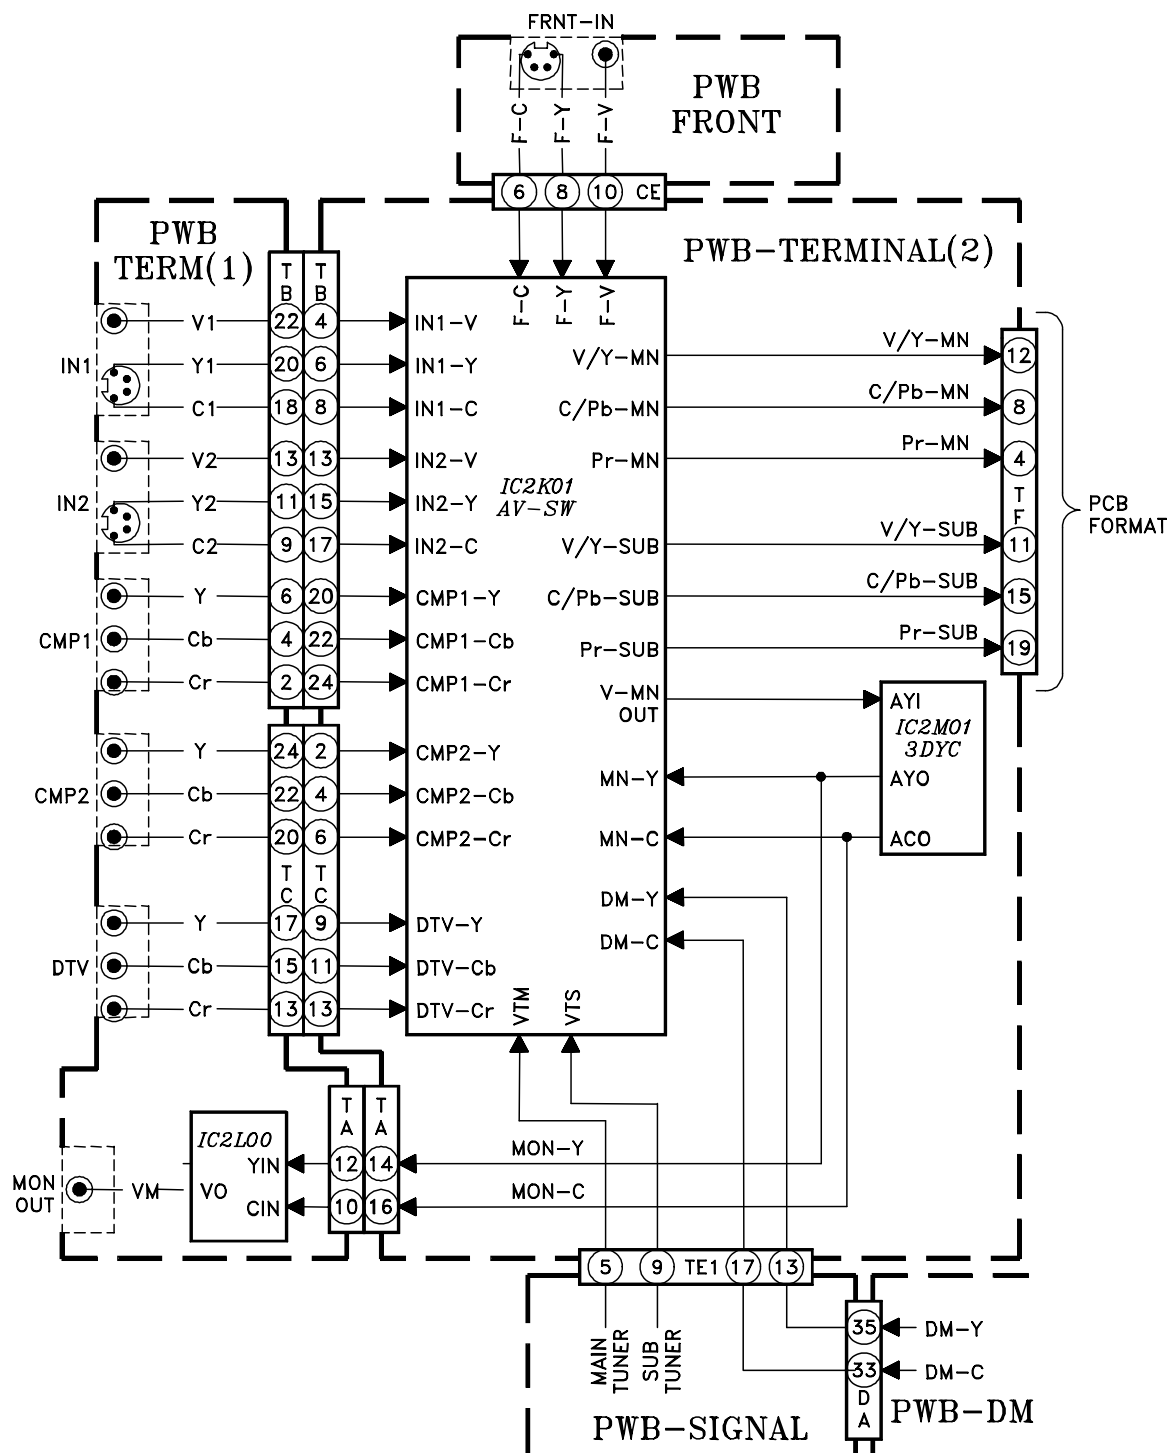 FRNT-IN
PWB
FRONT
F-C
F-Y
F-V
6 8 10 CE
PWB
TERM(1)
PWB-TERMINAL(2)
TB TB
F-C
F-Y
F-V
IN1
V1 22 4 IN1-V
Y1 20 6 IN1-Y
C1 18 8 IN1-C
IN2
V2 13 13 IN2-V
Y2 11 15 IN2-Y
C2 9 17 IN2-C
CMP1
Y 6 20 CMP1-Y
Cb 4 22 CMP1-Cb
Cr 2 24 CMP1-Cr
CMP2
Y 24 2 CMP2-Y
Cb 22 4 CMP2-Cb
Cr 20 6 CMP2-Cr
TC TC
DTV
Y 17 9 DTV-Y
Cb 15 11 DTV-Cb
Cr 13 13 DTV-Cr
IC2K01
AV-SW
V/Y-MN V/Y-MN 12
C/Pb-MN C/Pb-MN 8
Pr-MN Pr-MN 4
TF
V/Y-SUB V/Y-SUB 11
C/Pb-SUB C/Pb-SUB 15
Pr-SUB Pr-SUB 19
PCB
FORMAT
V-MN
OUT
AYI
IC2M01
3DYC
MN-Y AYO
MN-C ACO
DM-Y
DM-C
VTM
VTS
TA TA
IC2L00
YIN 12 14 MON-Y
MON
OUT
VM VO
CIN 10 16 MON-C
5 9 TE1 17 13
MAIN
TUNER
SUB
TUNER
35 DM-Y
33 DM-C
DA
PWB-SIGNAL
PWB-DM